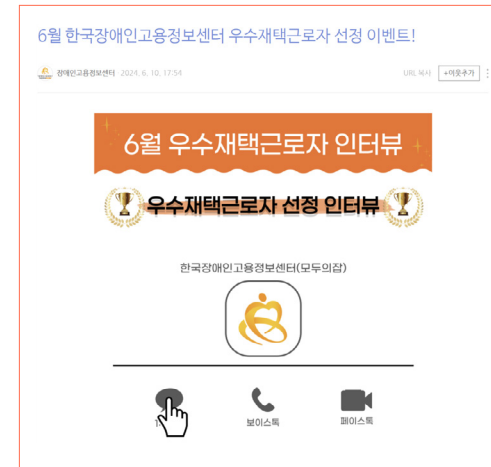 6월 한국장애인고용정보센터 우수재택근로자 선정 이벤트!
장애인고용정보센터 2024. 6. 10. 17:54
URL 복사 +이웃추가
6월 우수재택근로자 인터뷰
우수재택근로자 선정 인터뷰
한국장애인고용정보센터(모두의잡)
보이스톡 페이스톡